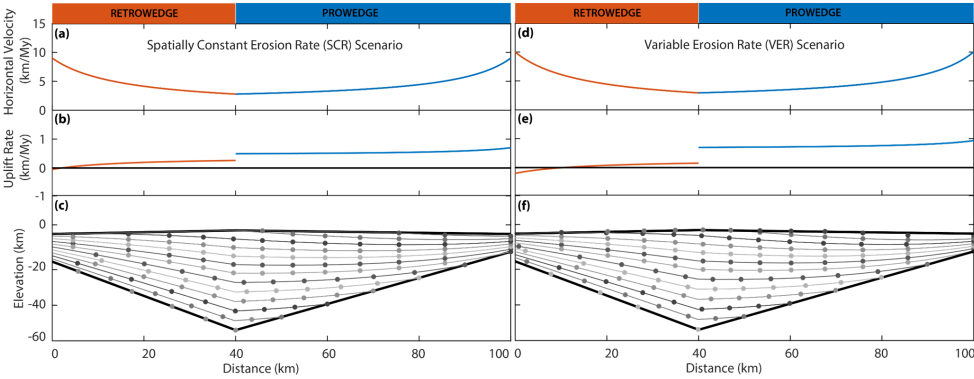 RETROWEDGE PROWEDGE RETROWEDGE PROWEDGE
Horizontal Velocity
(km/My)
15
10
5
0
(a)
Spatially Constant Erosion Rate (SCR) Scenario
(d)
Variable Erosion Rate (VER) Scenario
Uplift Rate
(km/My)
1
0
-1
(b)
(e)
Elevation (km)
0
-20
-40
-60
(c)
(f)
0 20 40 60 80 100 0 20 40 60 80 100
Distance (km) Distance (km)